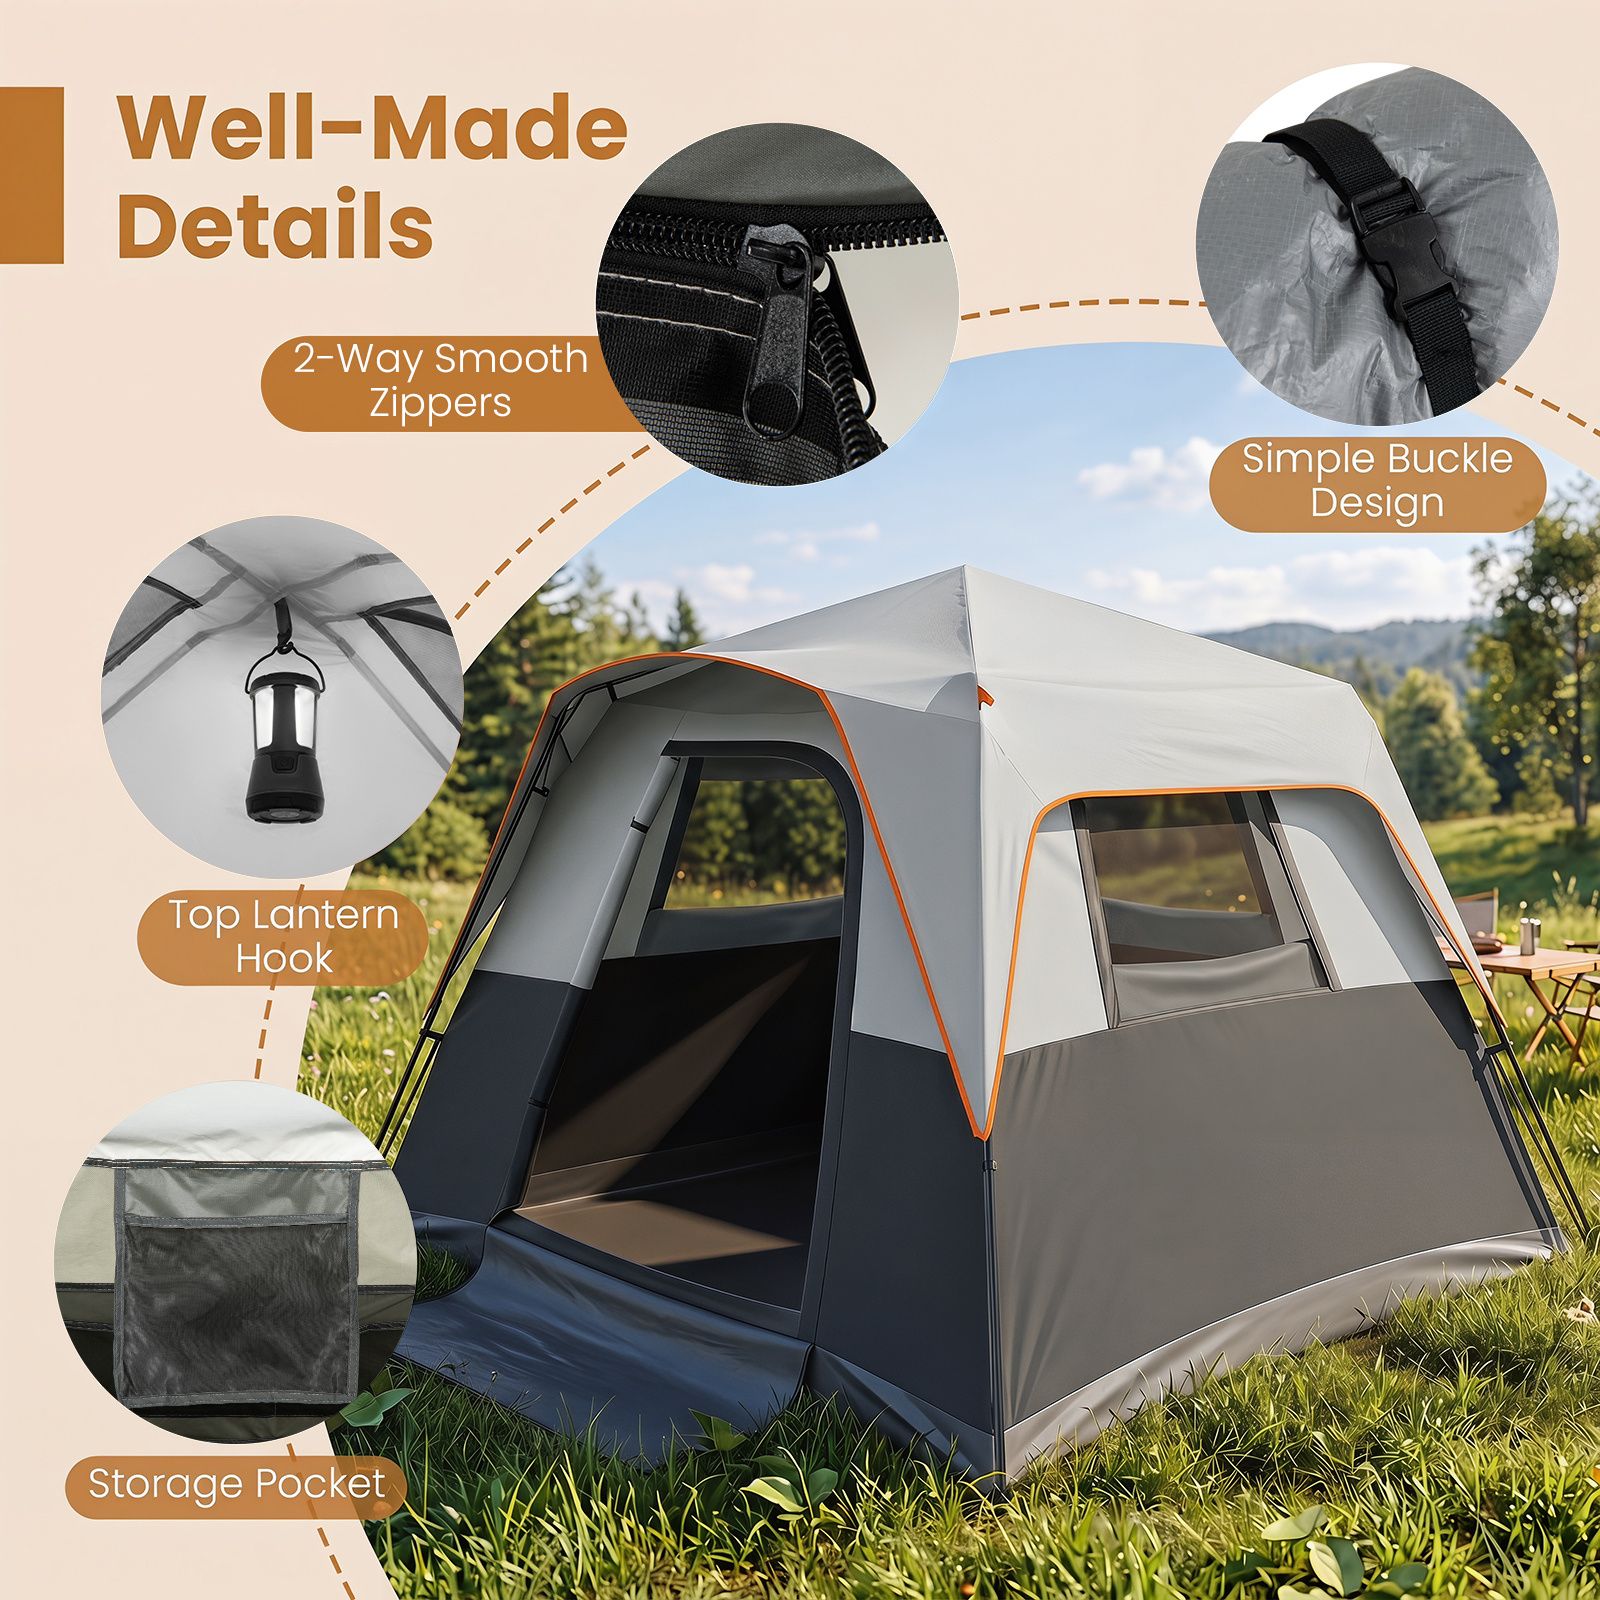 Well-Made
Details
2-Way Smooth
Zippers
Simple Buckle
Design
Top Lantern
Hook
Storage Pocket